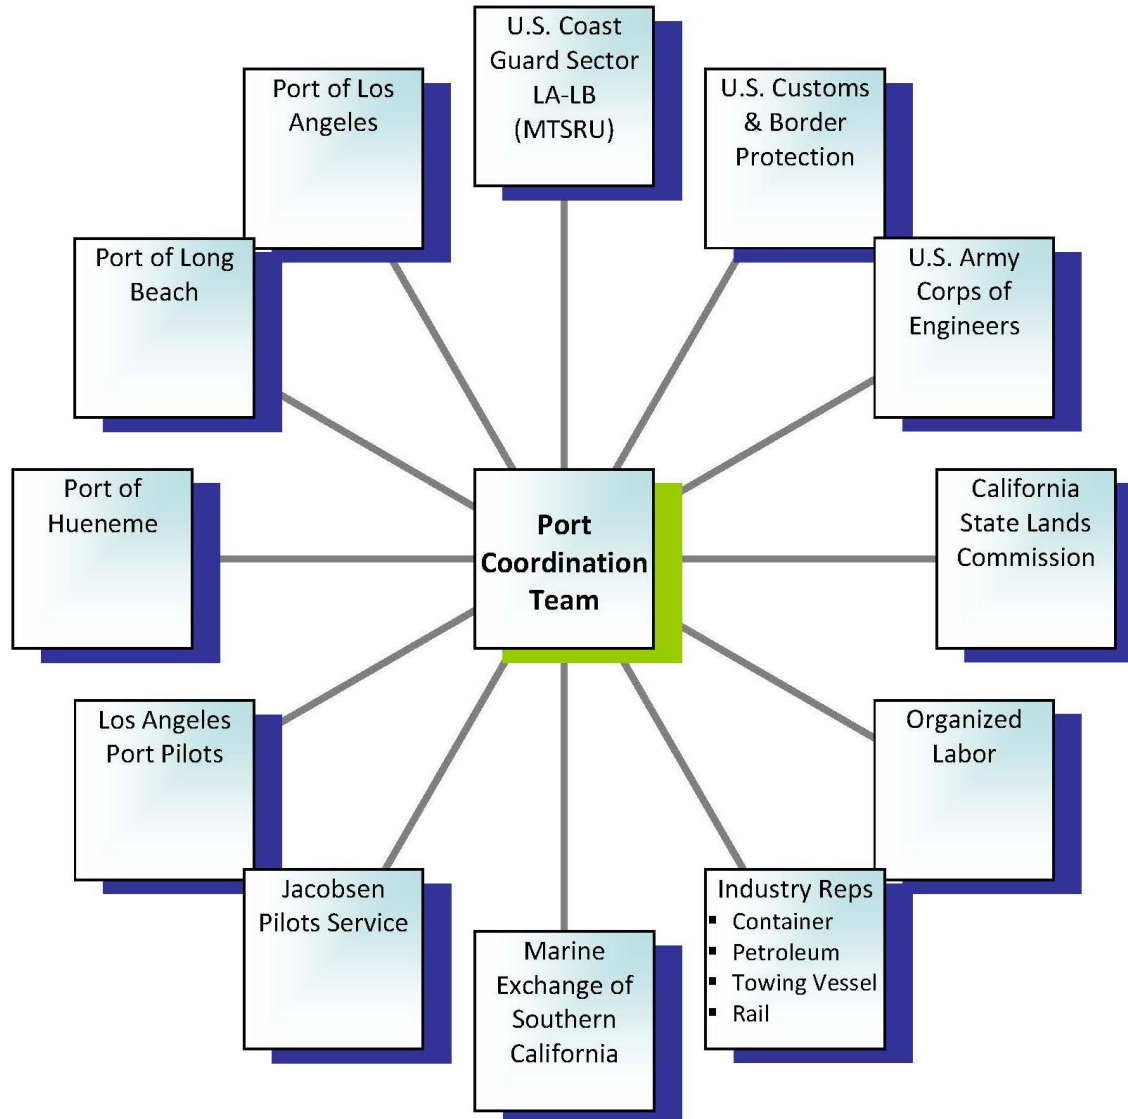 U.S. Coast
Guard Sector
LA-LB
(MTSRU)
U.S. Customs
& Border
Protection
U.S. Army
Corps of
Engineers
California
State Lands
Commission
Organized
Labor
Industry Reps
▪ Container
▪ Petroleum
▪ Towing Vessel
▪ Rail
Marine
Exchange of
Southern
California
Jacobsen
Pilots Service
Los Angeles
Port Pilots
Port of
Hueneme
Port of Long
Beach
Port of Los
Angeles
Port
Coordination
Team